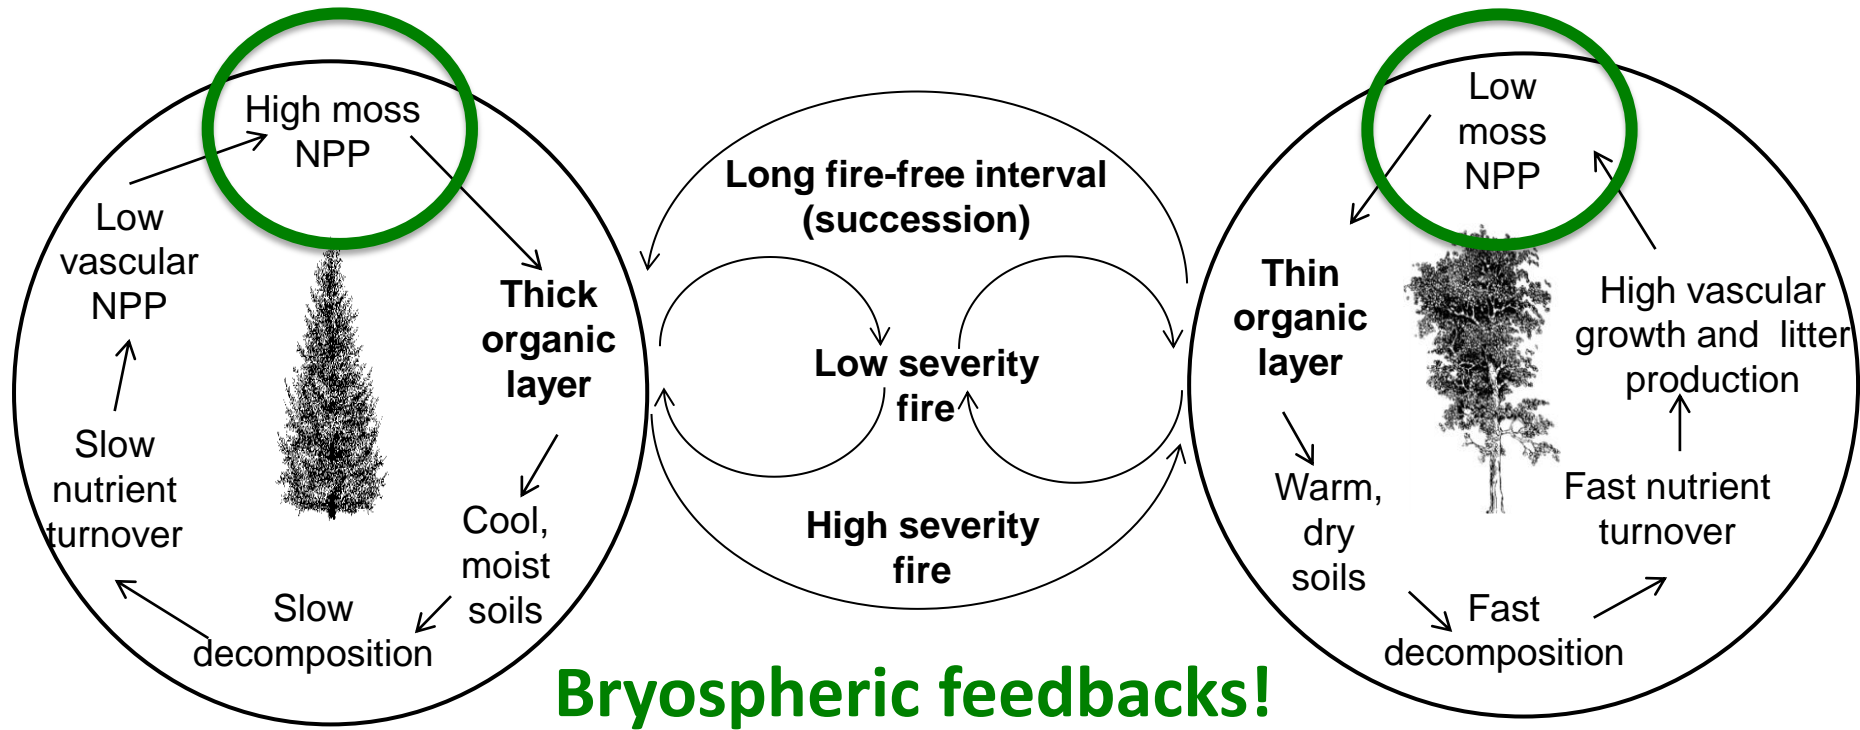 High moss
NPP
Thick
organic
layer
Cool,
moist
soils
Slow
decomposition
Slow
nutrient
turnover
Low
vascular
NPP
Long fire-free interval
(succession)
Low severity
fire
High severity
fire
Low
moss
NPP
Thin
organic
layer
Warm,
dry
soils
Fast
decomposition
Fast nutrient
turnover
High vascular
growth and  litter
production
Bryospheric feedbacks!